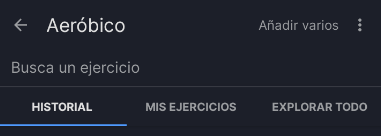 Aeróbico
Añadir varios
Busca un ejercicio
HISTORIAL
MIS EJERCICIOS
EXPLORAR TODO